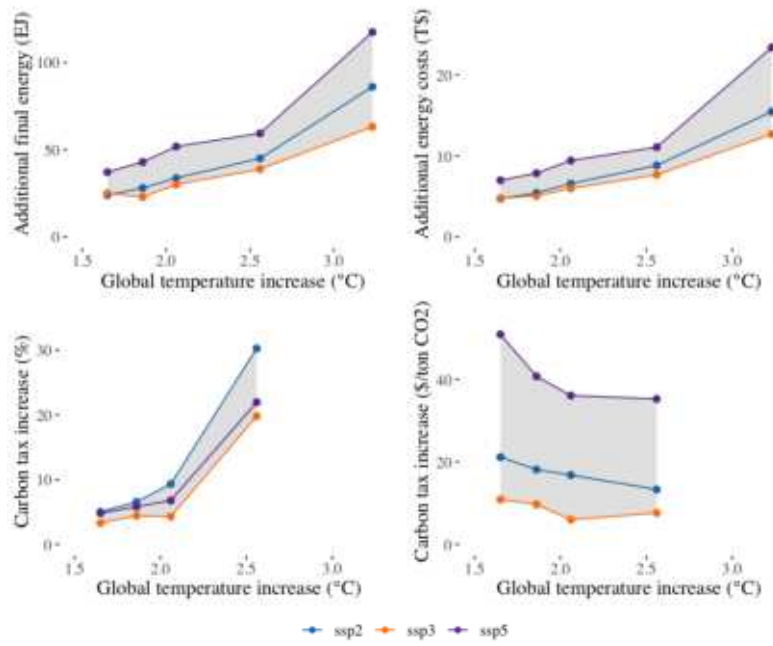 Additional final energy (EJ)
100
50
0
1.5 2.0 2.5 3.0
Global temperature increase (°C)
Additional energy costs (T$)
20
10
0
1.5 2.0 2.5 3.0
Global temperature increase (°C)
Carbon tax increase (%)
30
20
10
0
1.5 2.0 2.5 3.0
Global temperature increase (°C)
Carbon tax increase ($/ton CO2)
40
20
0
1.5 2.0 2.5 3.0
Global temperature increase (°C)
ssp2 ssp3 ssp5